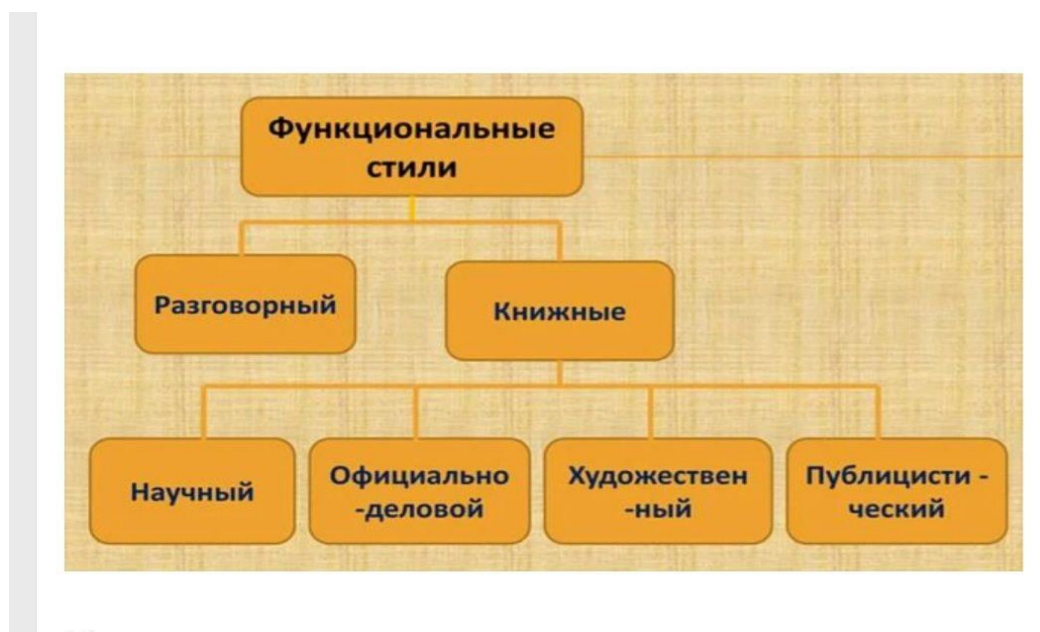 Функциональные
стили
Разговорный
Книжные
Научный
Официально
-деловой
Художествен
-ный
Публицисти -
ческий